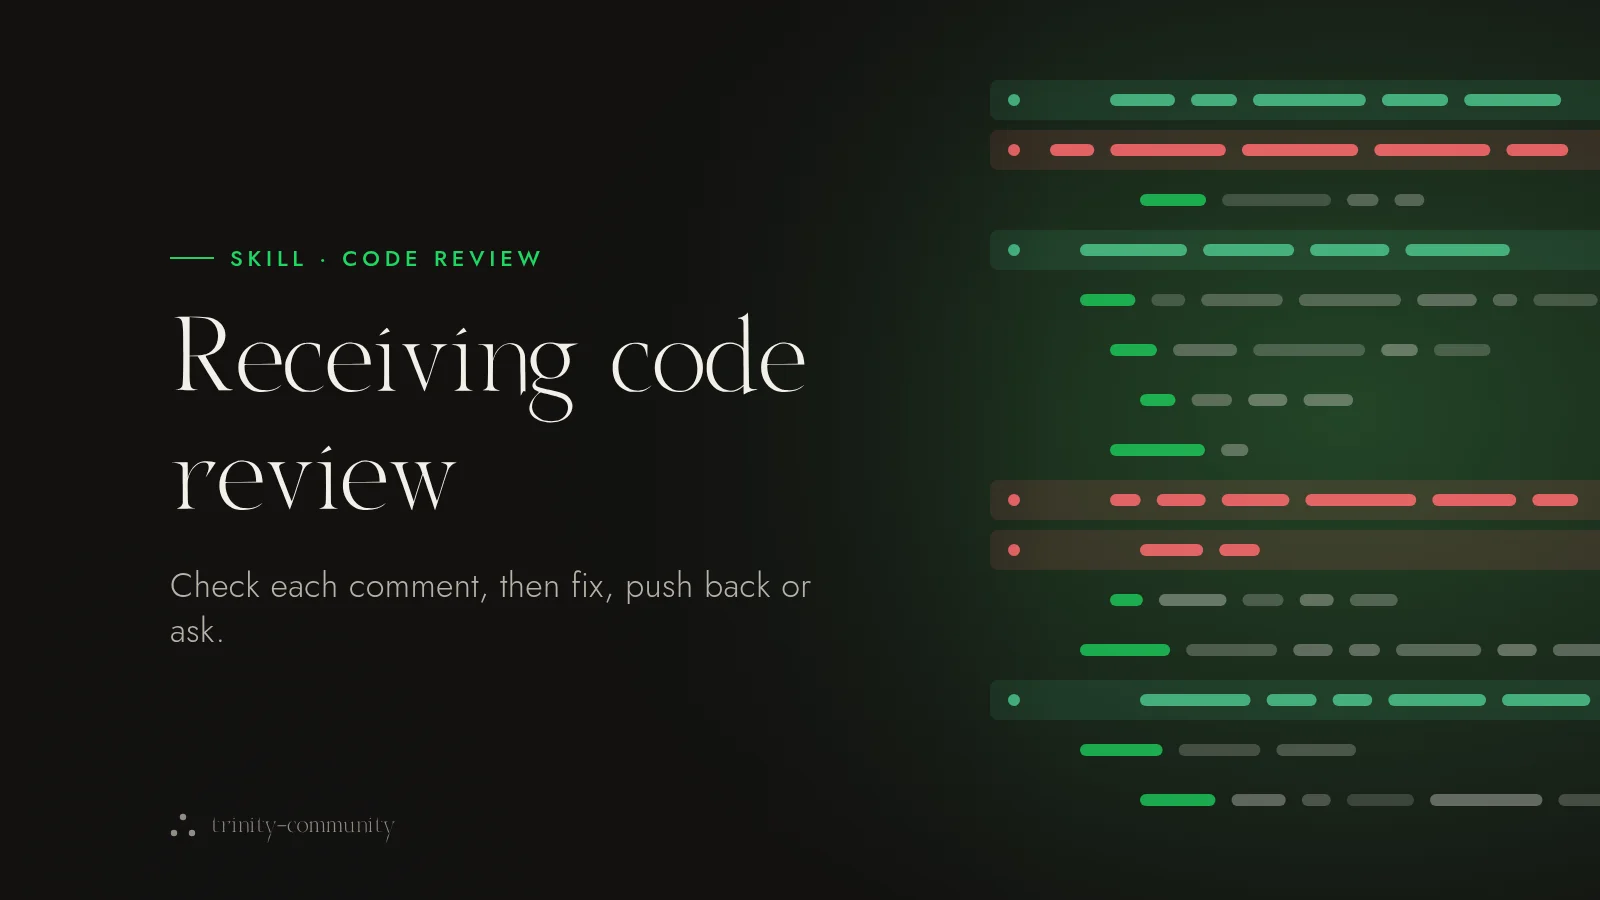 SKILL · CODE REVIEW
Receiving code
review
Check each comment, then fix, push back or
ask.
trinity-community